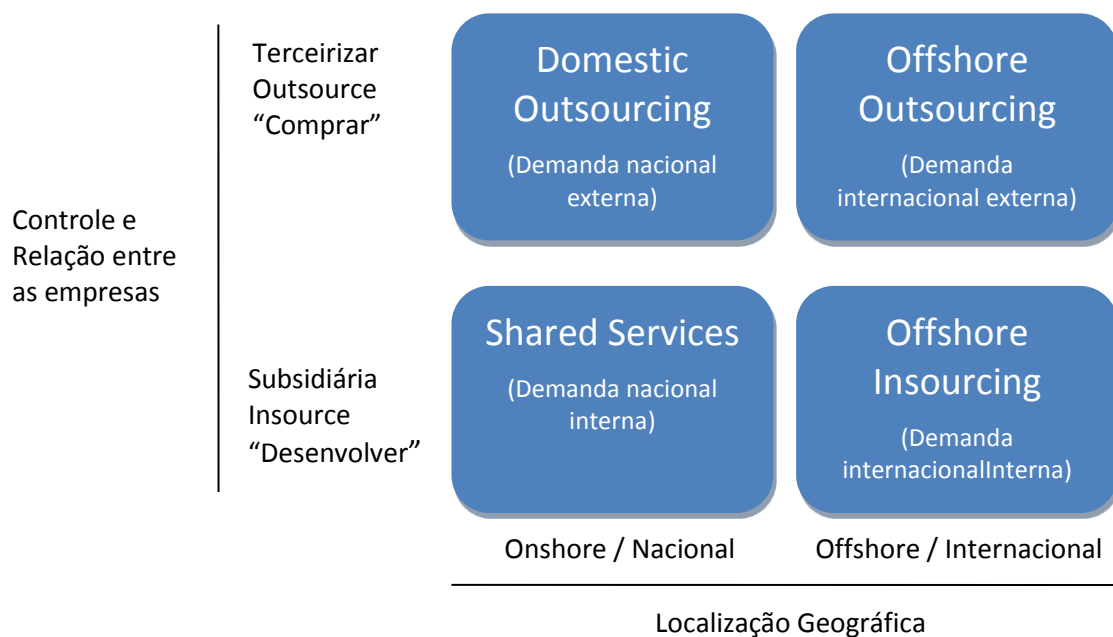 Controle e
Relação entre
as empresas
Terceirizar
Outsource
“Comprar”
Domestic
Outsourcing
(Demanda nacional
externa)
Offshore
Outsourcing
(Demanda
internacional externa)
Subsidiária
Insource
“Desenvolver”
Shared Services
(Demanda nacional
interna)
Offshore
Insourcing
(Demanda
internacionalInterna)
Onshore / Nacional
Offshore / Internacional
Localização Geográfica